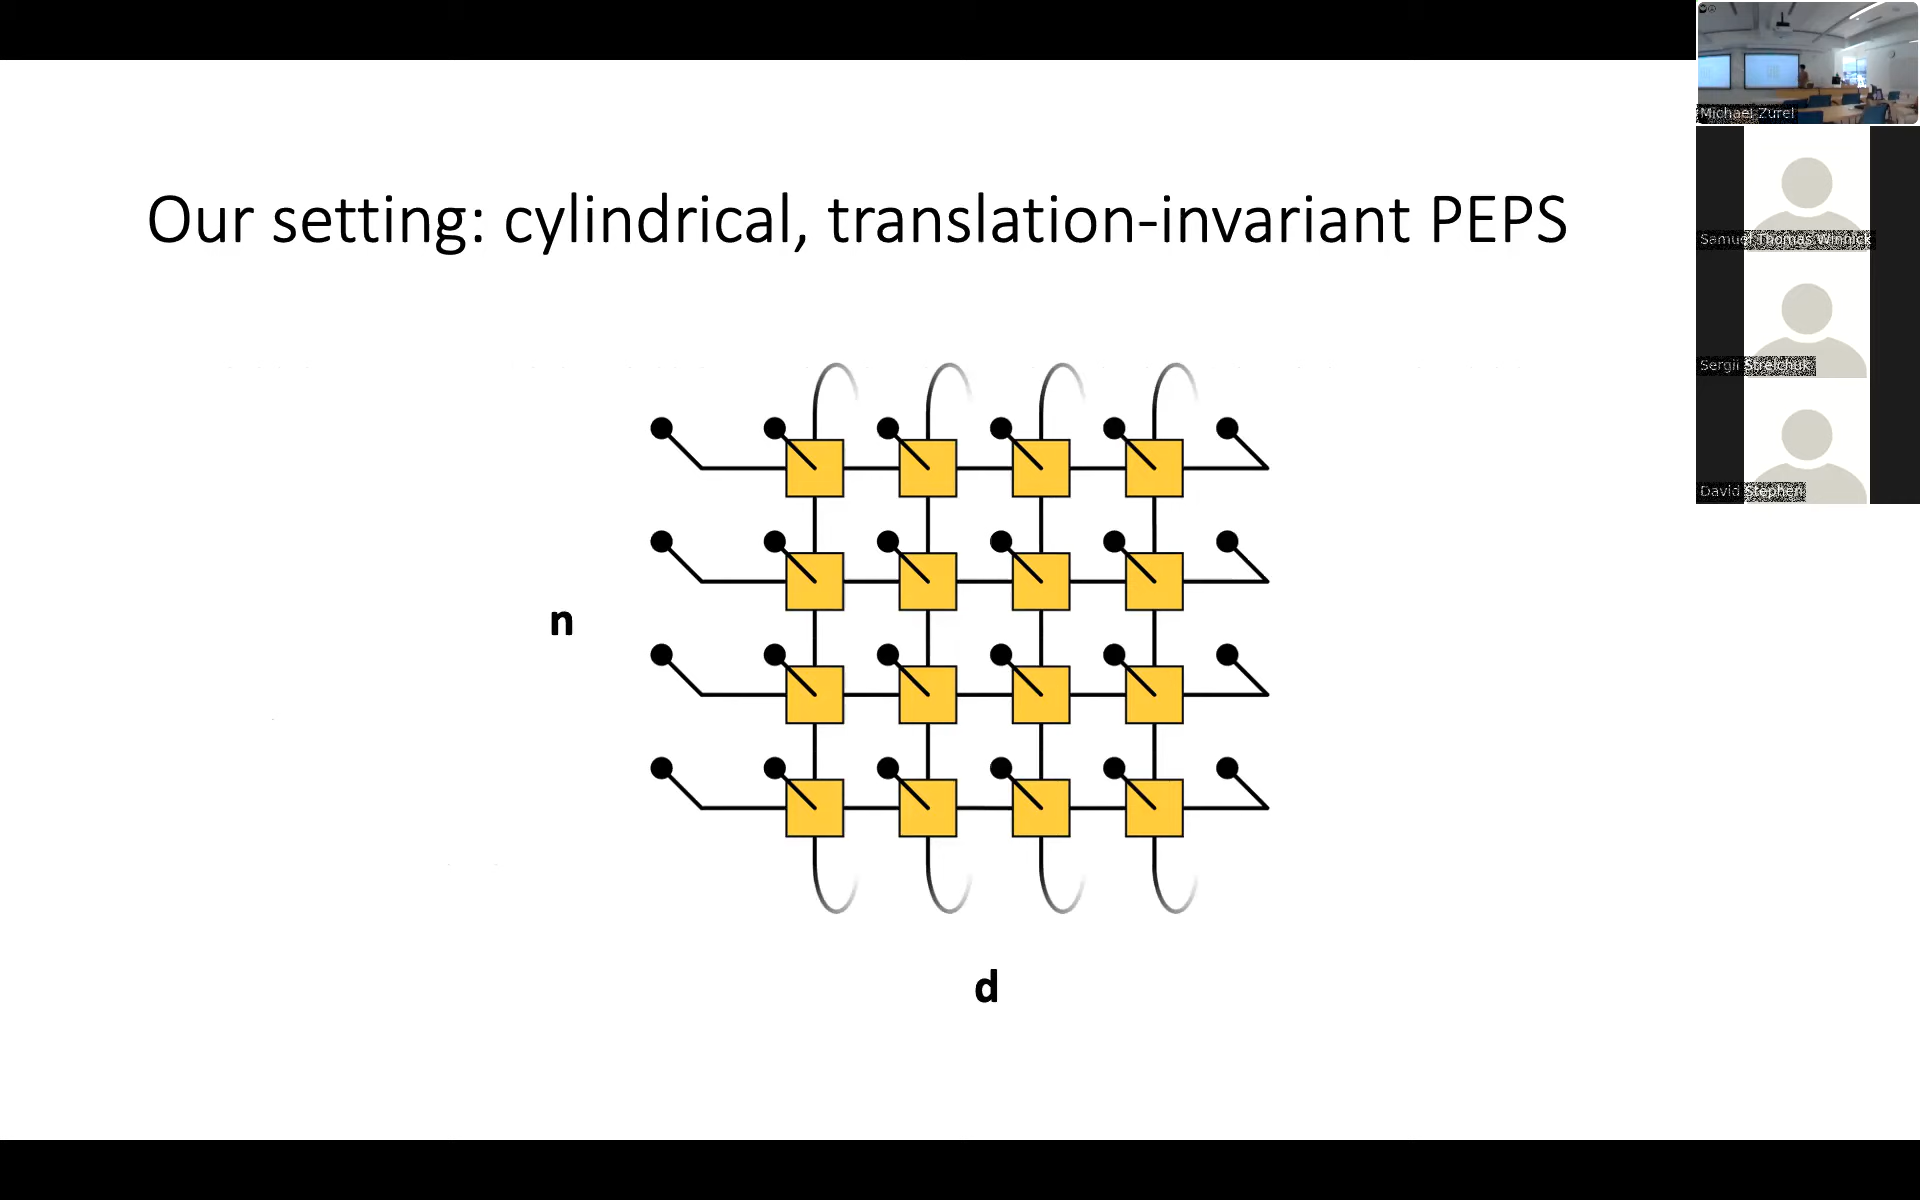 Our setting: cylindrical, translation-invariant PEPS
n
d
Michael Zurel
Samuel Thomas Winnick
Sergii Strelchuk
David Stephen